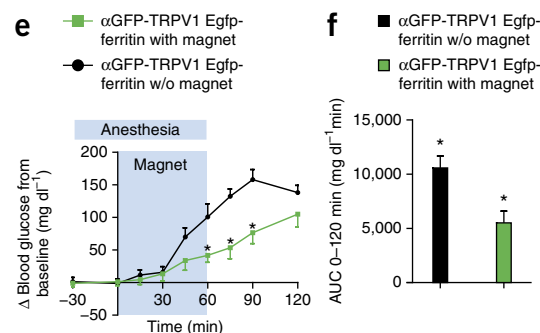 e
αGFP-TRPV1 Egfp-
ferritin with magnet
αGFP-TRPV1 Egfp-
ferritin w/o magnet
Anesthesia
Magnet
Δ Blood glucose from
baseline (mg dl⁻¹)
200
150
100
50
0
−50
* * *
−30 0 30 60 90 120
Time (min)
f
αGFP-TRPV1 Egfp-
ferritin w/o magnet
αGFP-TRPV1 Egfp-
ferritin with magnet
AUC 0–120 min (mg dl⁻¹min)
15,000
10,000
5,000
0
*
*